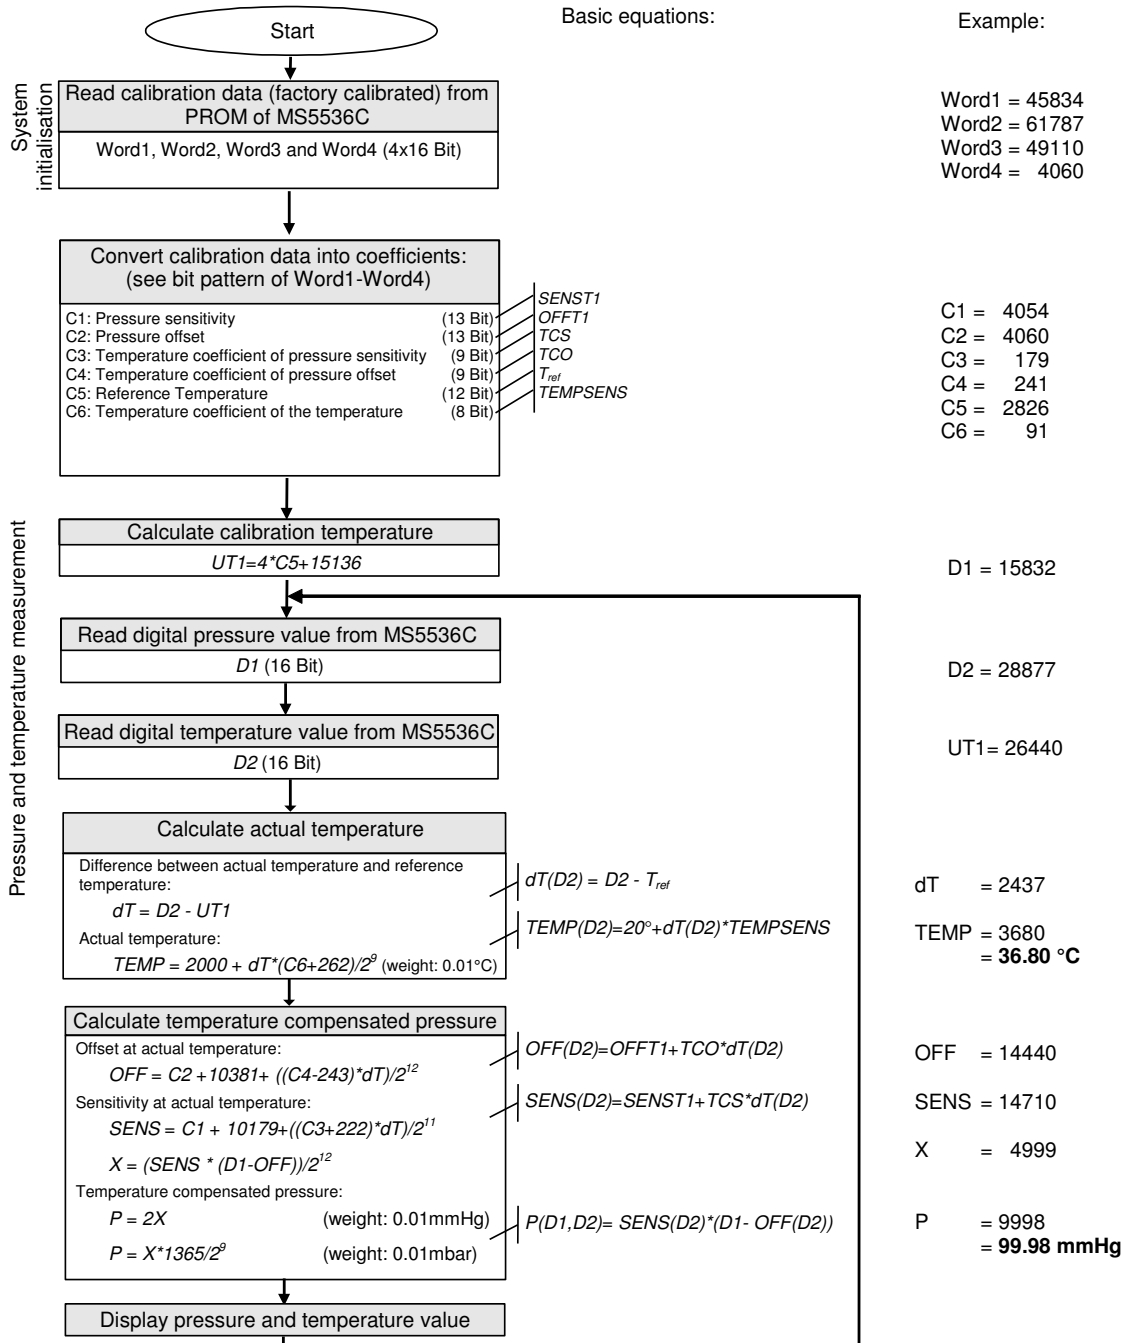 Start
Basic equations:
Example:
System initialisation
Read calibration data (factory calibrated) from
PROM of MS5536C
Word1, Word2, Word3 and Word4 (4x16 Bit)
Word1 = 45834
Word2 = 61787
Word3 = 49110
Word4 = 4060
Convert calibration data into coefficients:
(see bit pattern of Word1-Word4)
C1: Pressure sensitivity (13 Bit) SENST1
C2: Pressure offset (13 Bit) OFFT1
C3: Temperature coefficient of pressure sensitivity (9 Bit) TCS
C4: Temperature coefficient of pressure offset (9 Bit) TCO
C5: Reference Temperature (12 Bit) Tref
C6: Temperature coefficient of the temperature (8 Bit) TEMPSENS
C1 = 4054
C2 = 4060
C3 = 179
C4 = 241
C5 = 2826
C6 = 91
Pressure and temperature measurement
Calculate calibration temperature
UT1=4*C5+15136
D1 = 15832
Read digital pressure value from MS5536C
D1 (16 Bit)
D2 = 28877
Read digital temperature value from MS5536C
D2 (16 Bit)
UT1= 26440
Calculate actual temperature
Difference between actual temperature and reference
temperature:
dT = D2 - UT1
dT(D2) = D2 - Tref
dT = 2437
Actual temperature:
TEMP = 2000 + dT*(C6+262)/2⁹ (weight: 0.01°C)
TEMP(D2)=20°+dT(D2)*TEMPSENS
TEMP = 3680
= 36.80 °C
Calculate temperature compensated pressure
Offset at actual temperature:
OFF = C2 +10381+ ((C4-243)*dT)/2¹²
OFF(D2)=OFFT1+TCO*dT(D2)
OFF = 14440
Sensitivity at actual temperature:
SENS = C1 + 10179+((C3+222)*dT)/2¹¹
SENS(D2)=SENST1+TCS*dT(D2)
SENS = 14710
X = (SENS * (D1-OFF))/2¹²
X = 4999
Temperature compensated pressure:
P = 2X (weight: 0.01mmHg)
P = X*1365/2⁹ (weight: 0.01mbar)
P(D1,D2)= SENS(D2)*(D1- OFF(D2))
P = 9998
= 99.98 mmHg
Display pressure and temperature value